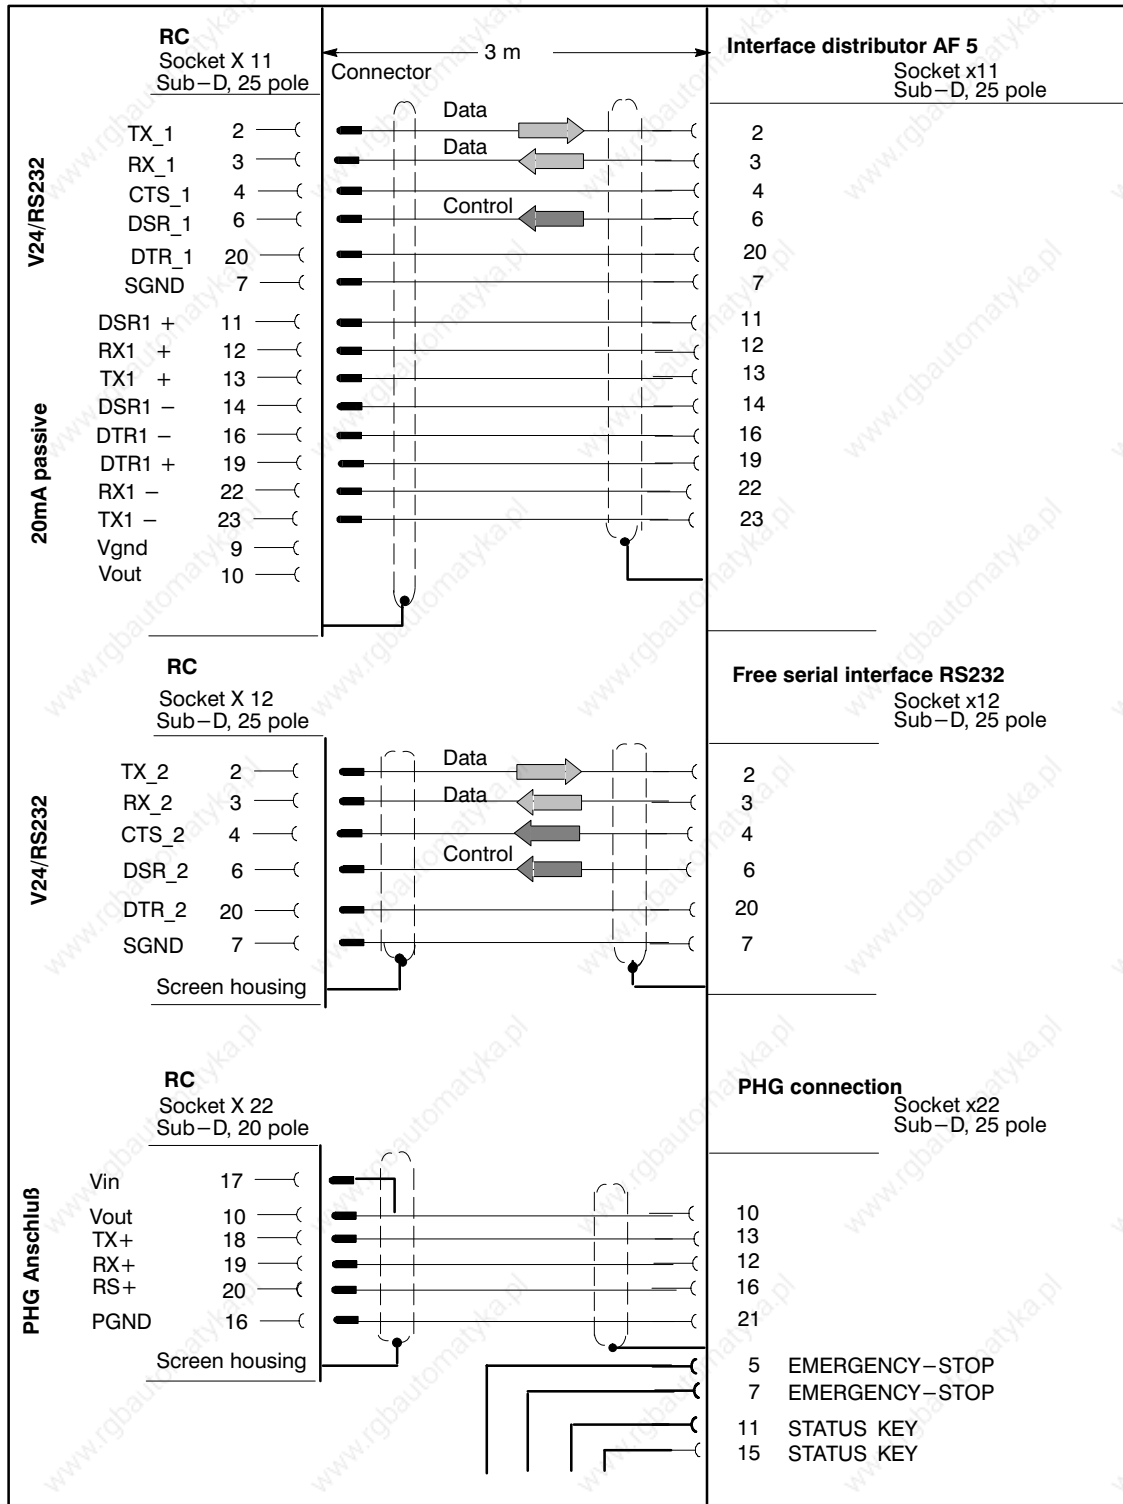 RC
Socket X 11
Sub–D, 25 pole
Connector
3 m
Interface distributor AF 5
Socket x11
Sub–D, 25 pole
V24/RS232
TX_1 2 Data 2
RX_1 3 Data 3
CTS_1 4 4
DSR_1 6 Control 6
DTR_1 20 20
SGND 7 7
20mA passive
DSR1 + 11 11
RX1 + 12 12
TX1 + 13 13
DSR1 – 14 14
DTR1 – 16 16
DTR1 + 19 19
RX1 – 22 22
TX1 – 23 23
Vgnd 9
Vout 10
RC
Socket X 12
Sub–D, 25 pole
Free serial interface RS232
Socket x12
Sub–D, 25 pole
V24/RS232
TX_2 2 Data 2
RX_2 3 Data 3
CTS_2 4 4
DSR_2 6 Control 6
DTR_2 20 20
SGND 7 7
Screen housing
RC
Socket X 22
Sub–D, 20 pole
PHG connection
Socket x22
Sub–D, 25 pole
PHG Anschluß
Vin 17
Vout 10 10
TX+ 18 13
RX+ 19 12
RS+ 20 16
PGND 16 21
Screen housing
5 EMERGENCY–STOP
7 EMERGENCY–STOP
11 STATUS KEY
15 STATUS KEY
www.rgbautomatyka.pl